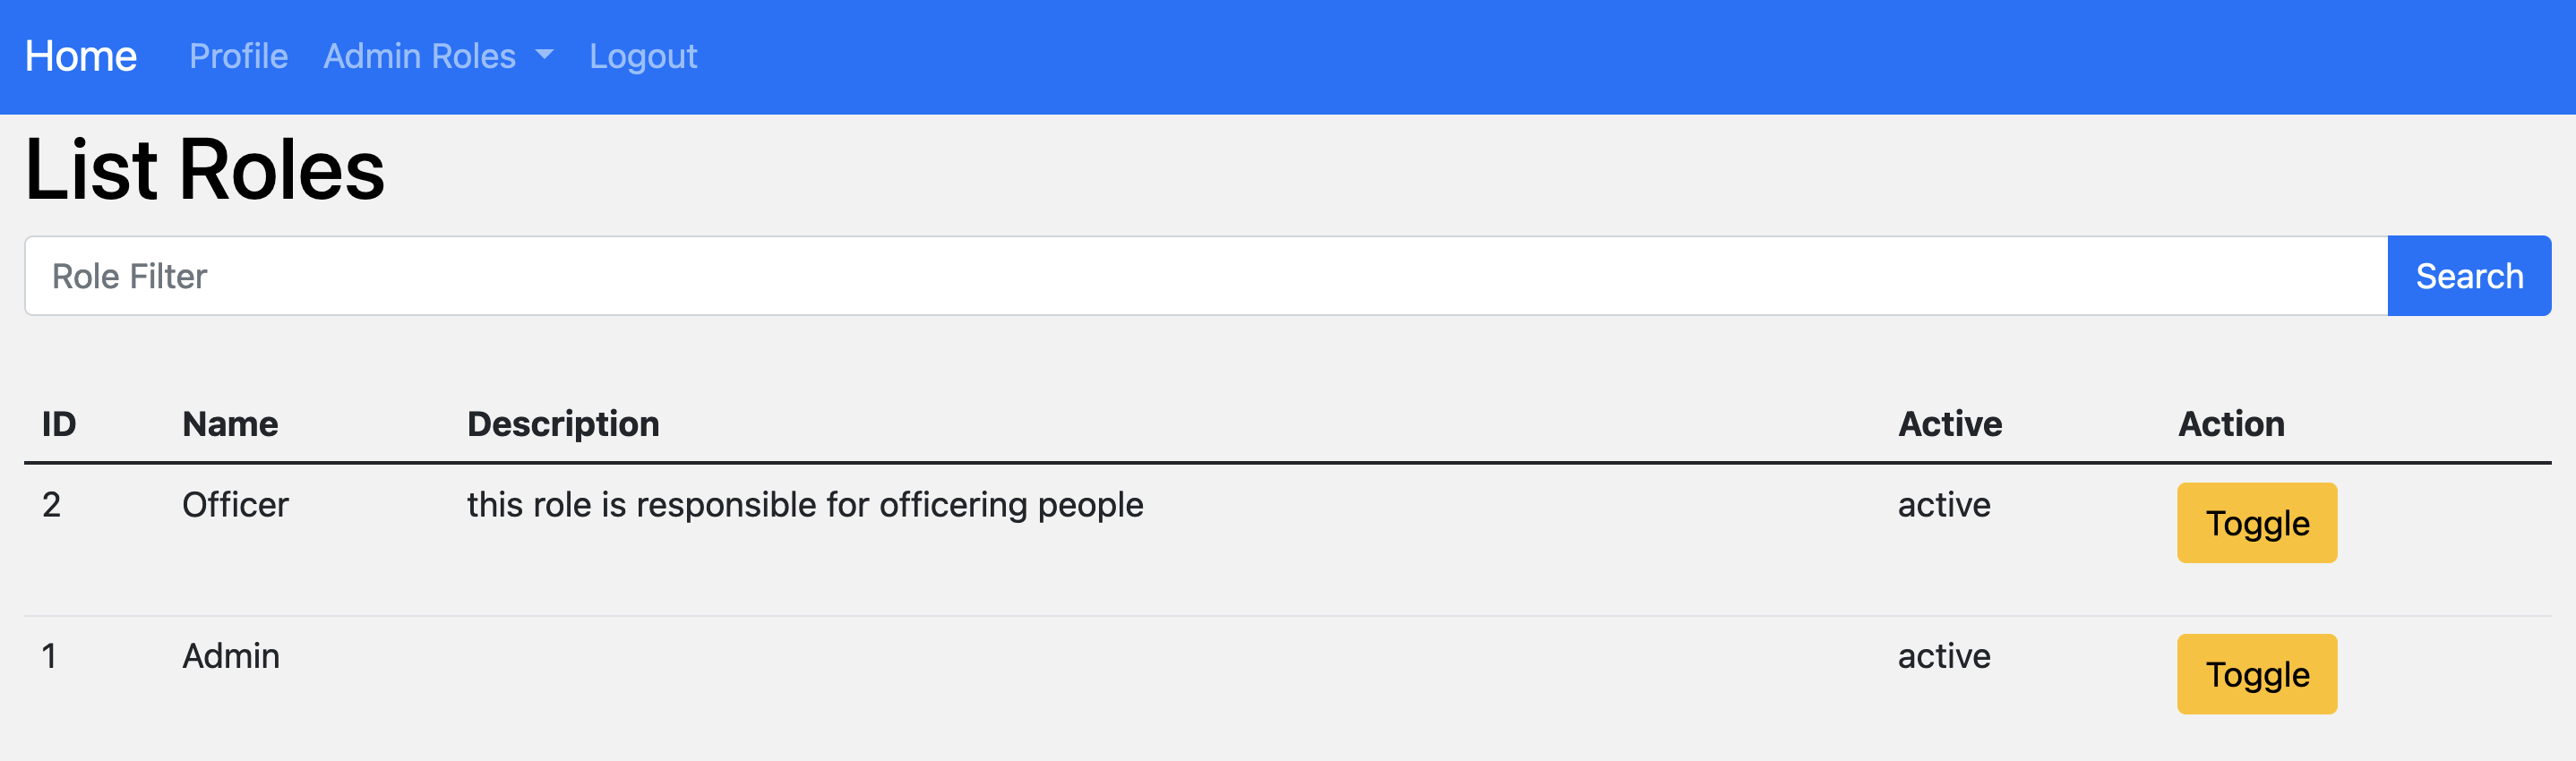 Home Profile Admin Roles Logout
List Roles
Role Filter Search
ID Name Description Active Action
2 Officer this role is responsible for officering people active Toggle
1 Admin active Toggle